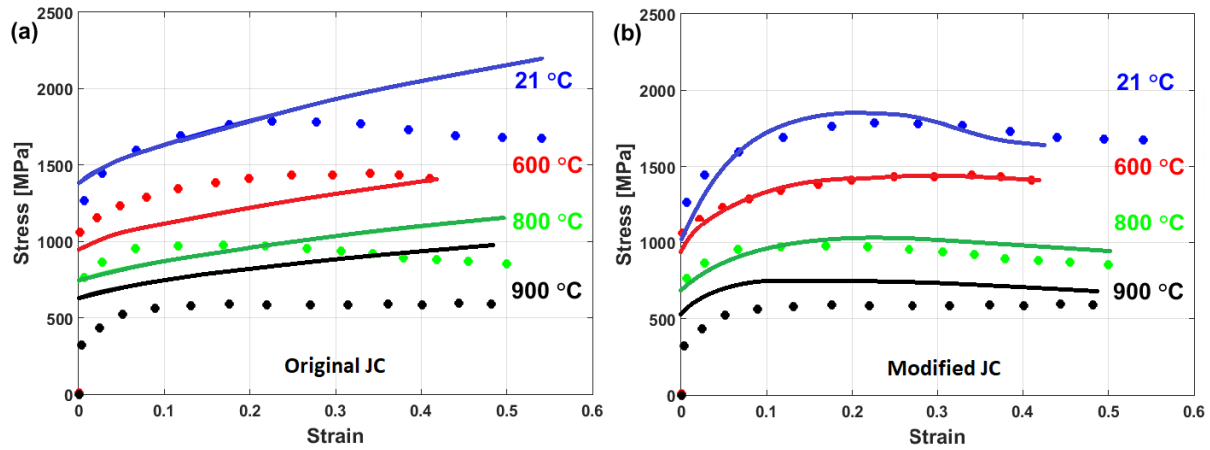 (a)
2500
2000
1500
1000
500
0
Stress [MPa]
0
0.1
0.2
0.3
0.4
0.5
0.6
Strain
21 °C
600 °C
800 °C
900 °C
Original JC
(b)
2500
2000
1500
1000
500
0
Stress [MPa]
0
0.1
0.2
0.3
0.4
0.5
0.6
Strain
21 °C
600 °C
800 °C
900 °C
Modified JC